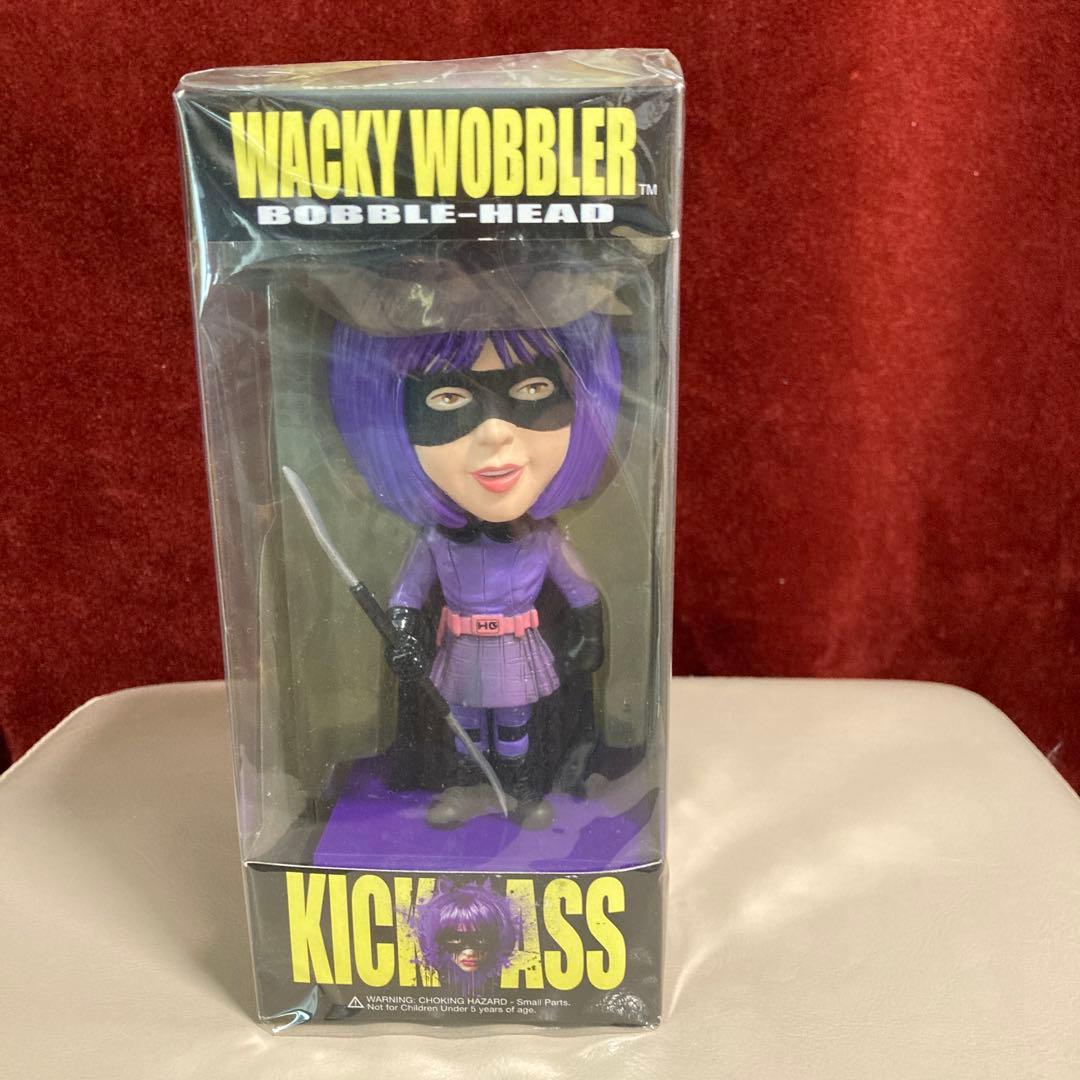 WACKY WOBBLER™
BOBBLE-HEAD
HG
KICK ASS
⚠ WARNING: CHOKING HAZARD - Small Parts.
Not for Children Under 5 years of age.